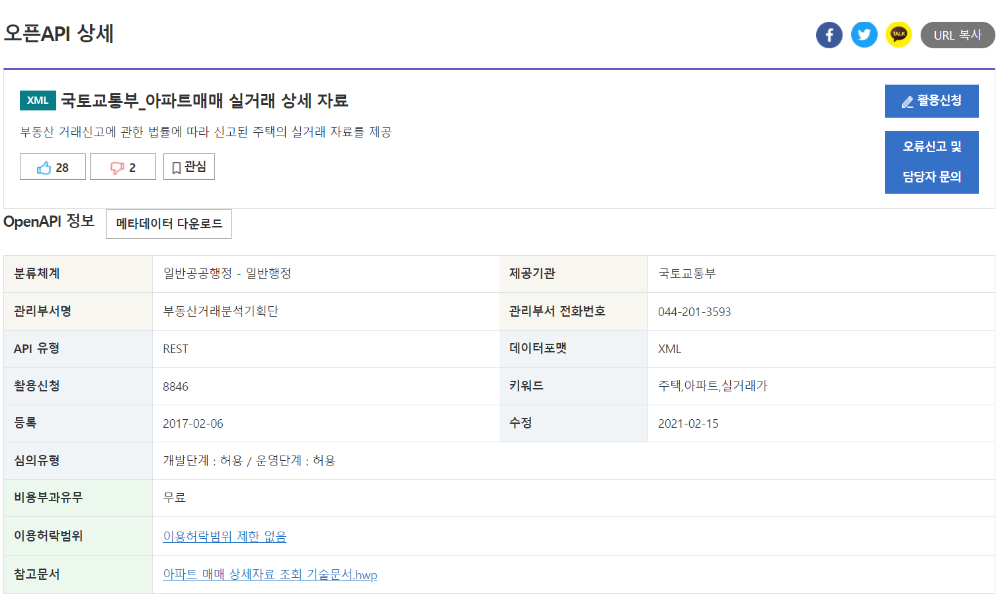 오픈API 상세
TALK
URL 복사
XML 국토교통부_아파트매매 실거래 상세 자료
활용신청
부동산 거래신고에 관한 법률에 따라 신고된 주택의 실거래 자료를 제공
오류신고 및
담당자 문의
28 2 관심
OpenAPI 정보 메타데이터 다운로드
분류체계 일반공공행정 - 일반행정 제공기관 국토교통부
관리부서명 부동산거래분석기획단 관리부서 전화번호 044-201-3593
API 유형 REST 데이터포맷 XML
활용신청 8846 키워드 주택,아파트,실거래가
등록 2017-02-06 수정 2021-02-15
심의유형 개발단계 : 허용 / 운영단계 : 허용
비용부과유무 무료
이용허락범위 이용허락범위 제한 없음
참고문서 아파트 매매 상세자료 조회 기술문서.hwp